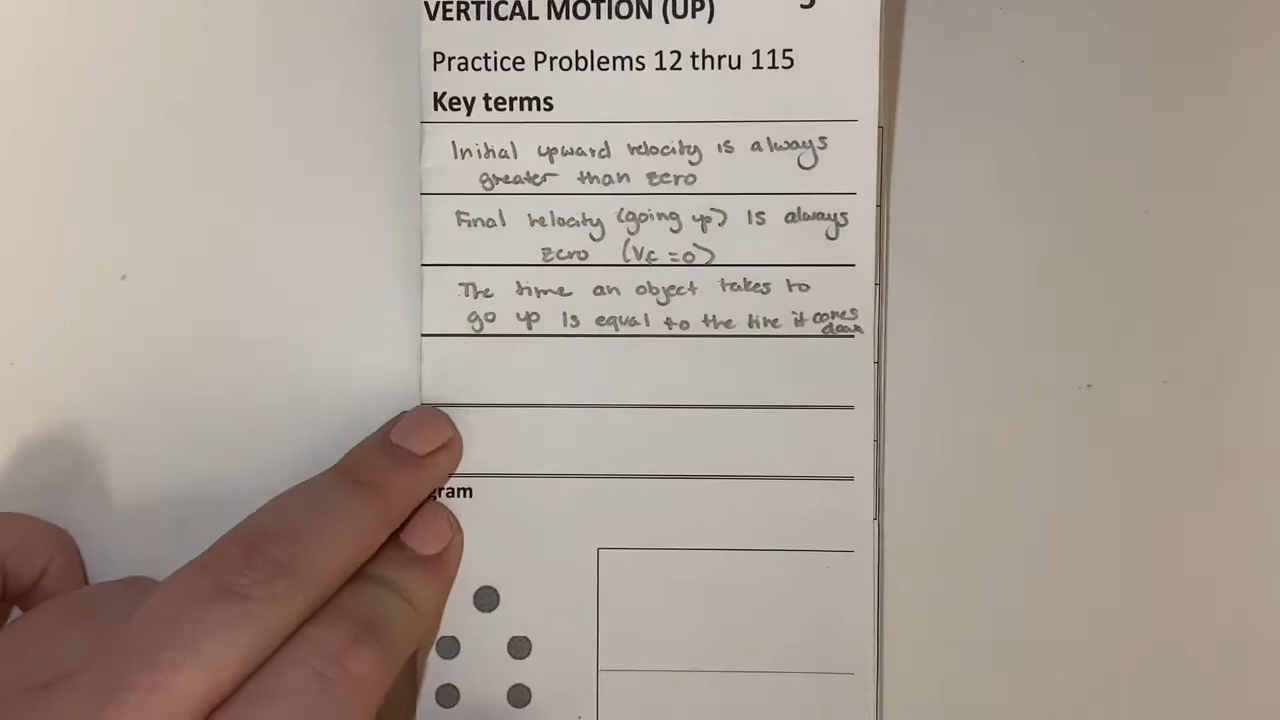 VERTICAL MOTION (UP)
Practice Problems 12 thru 115
Key terms
Initial upward velocity is always
greater than zero
Final velocity (going up) is always
zero (Vf =0)
The time an object takes to
go up is equal to the time it comes
down
gram